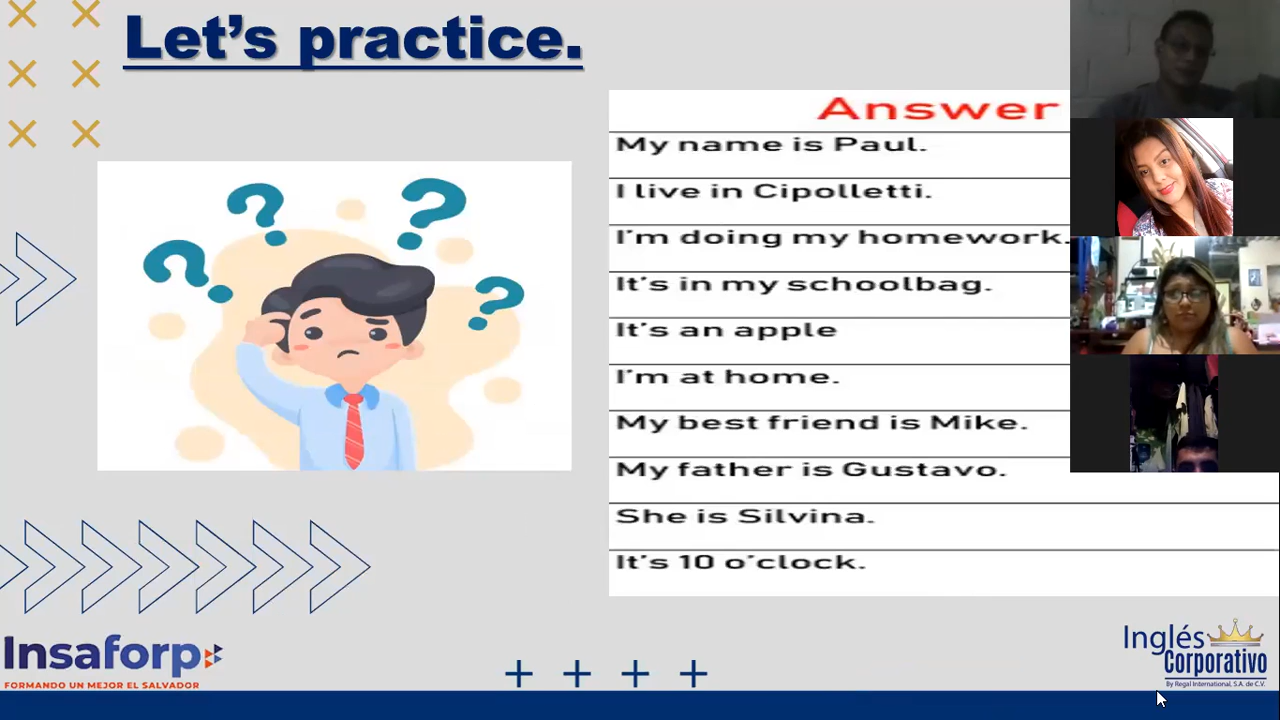 Let's practice.
Answer
My name is Paul.
I live in Cipolletti.
I'm doing my homework.
It's in my schoolbag.
It's an apple
I'm at home.
My best friend is Mike.
My father is Gustavo.
She is Silvina.
It's 10 o'clock.
Insaforp
FORMANDO UN MEJOR EL SALVADOR
Inglés
Corporativo
By Regal International, S.A. de C.V.